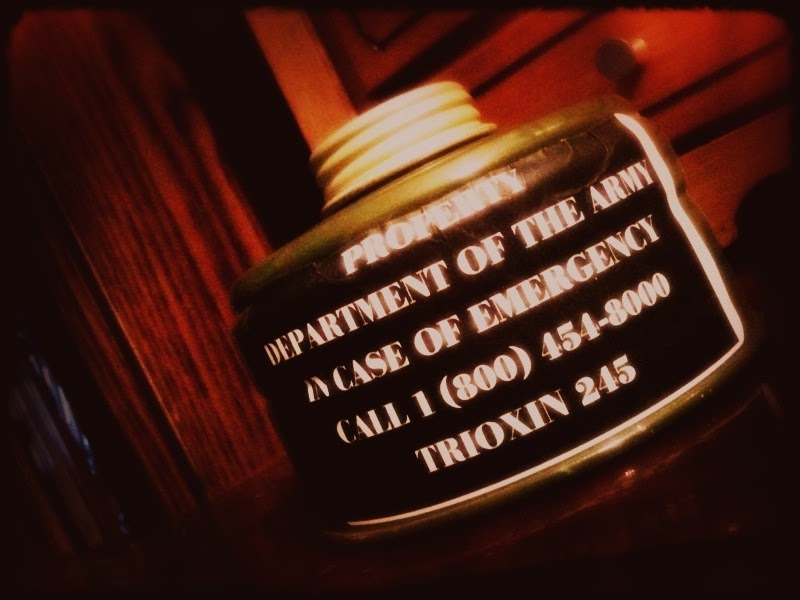 PROPERTY
DEPARTMENT OF THE ARMY
IN CASE OF EMERGENCY
CALL 1 (800) 454-8000
TRIOXIN 245